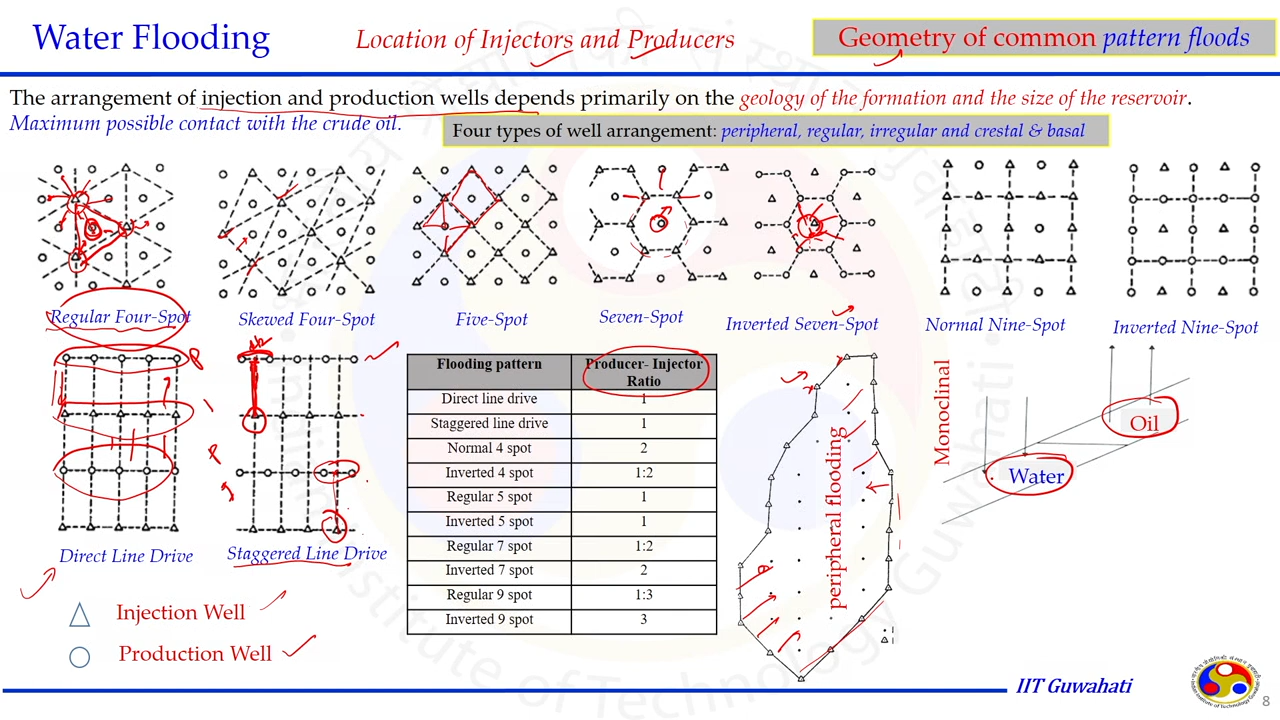 Water Flooding
Location of Injectors and Producers
Geometry of common pattern floods
The arrangement of injection and production wells depends primarily on the geology of the formation and the size of the reservoir.
Maximum possible contact with the crude oil.
Four types of well arrangement: peripheral, regular, irregular and crestal & basal
Regular Four-Spot
Skewed Four-Spot
Five-Spot
Seven-Spot
Inverted Seven-Spot
Normal Nine-Spot
Inverted Nine-Spot
Direct Line Drive
Staggered Line Drive
Injection Well
Production Well
Flooding pattern Producer- Injector Ratio
Direct line drive 1
Staggered line drive 1
Normal 4 spot 2
Inverted 4 spot 1:2
Regular 5 spot 1
Inverted 5 spot 1
Regular 7 spot 1:2
Inverted 7 spot 2
Regular 9 spot 1:3
Inverted 9 spot 3
peripheral flooding
Monoclinal
Oil
Water
IIT Guwahati
8